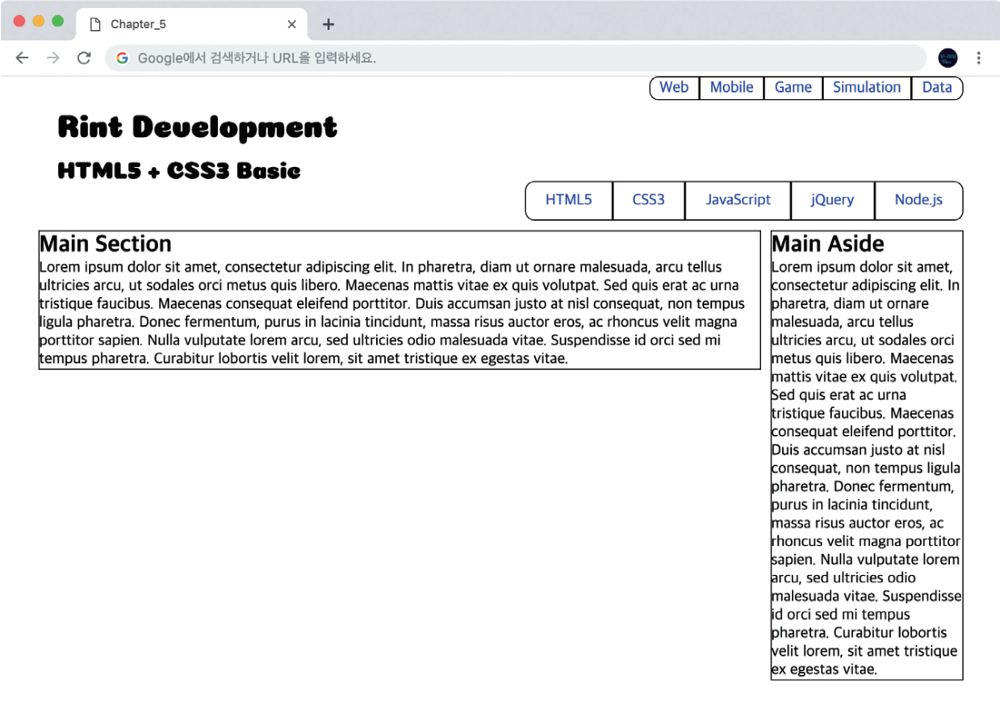 Chapter_5
Google에서 검색하거나 URL을 입력하세요.
Web Mobile Game Simulation Data
Rint Development
HTML5 + CSS3 Basic
HTML5 CSS3 JavaScript jQuery Node.js
Main Section
Lorem ipsum dolor sit amet, consectetur adipiscing elit. In pharetra, diam ut ornare malesuada, arcu tellus
ultricies arcu, ut sodales orci metus quis libero. Maecenas mattis vitae ex quis volutpat. Sed quis erat ac urna
tristique faucibus. Maecenas consequat eleifend porttitor. Duis accumsan justo at nisl consequat, non tempus
ligula pharetra. Donec fermentum, purus in lacinia tincidunt, massa risus auctor eros, ac rhoncus velit magna
porttitor sapien. Nulla vulputate lorem arcu, sed ultricies odio malesuada vitae. Suspendisse id orci sed mi
tempus pharetra. Curabitur lobortis velit lorem, sit amet tristique ex egestas vitae.
Main Aside
Lorem ipsum dolor sit amet,
consectetur adipiscing elit. In
pharetra, diam ut ornare
malesuada, arcu tellus
ultricies arcu, ut sodales orci
metus quis libero. Maecenas
mattis vitae ex quis volutpat.
Sed quis erat ac urna
tristique faucibus. Maecenas
consequat eleifend porttitor.
Duis accumsan justo at nisl
consequat, non tempus ligula
pharetra. Donec fermentum,
purus in lacinia tincidunt,
massa risus auctor eros, ac
rhoncus velit magna porttitor
sapien. Nulla vulputate lorem
arcu, sed ultricies odio
malesuada vitae. Suspendisse
id orci sed mi tempus
pharetra. Curabitur lobortis
velit lorem, sit amet tristique
ex egestas vitae.